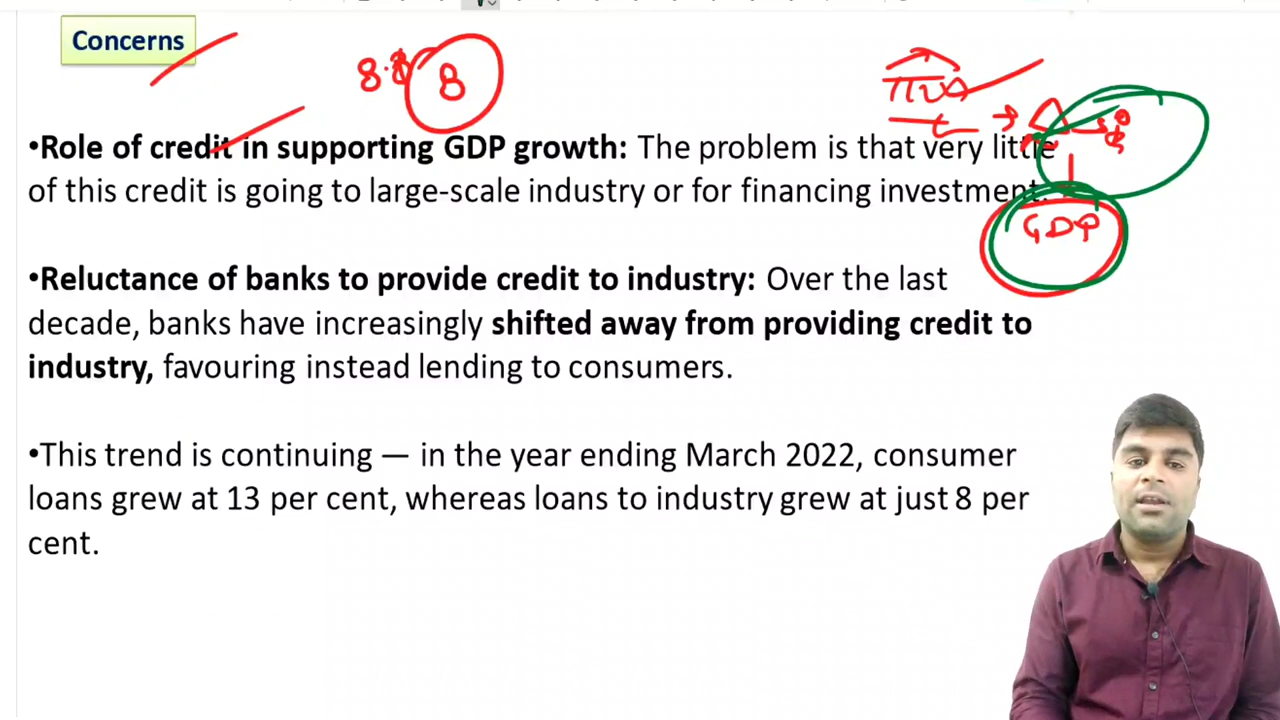 Concerns
8.8
8
•Role of credit in supporting GDP growth: The problem is that very little
of this credit is going to large-scale industry or for financing investment.
GDP
•Reluctance of banks to provide credit to industry: Over the last
decade, banks have increasingly shifted away from providing credit to
industry, favouring instead lending to consumers.
•This trend is continuing — in the year ending March 2022, consumer
loans grew at 13 per cent, whereas loans to industry grew at just 8 per
cent.